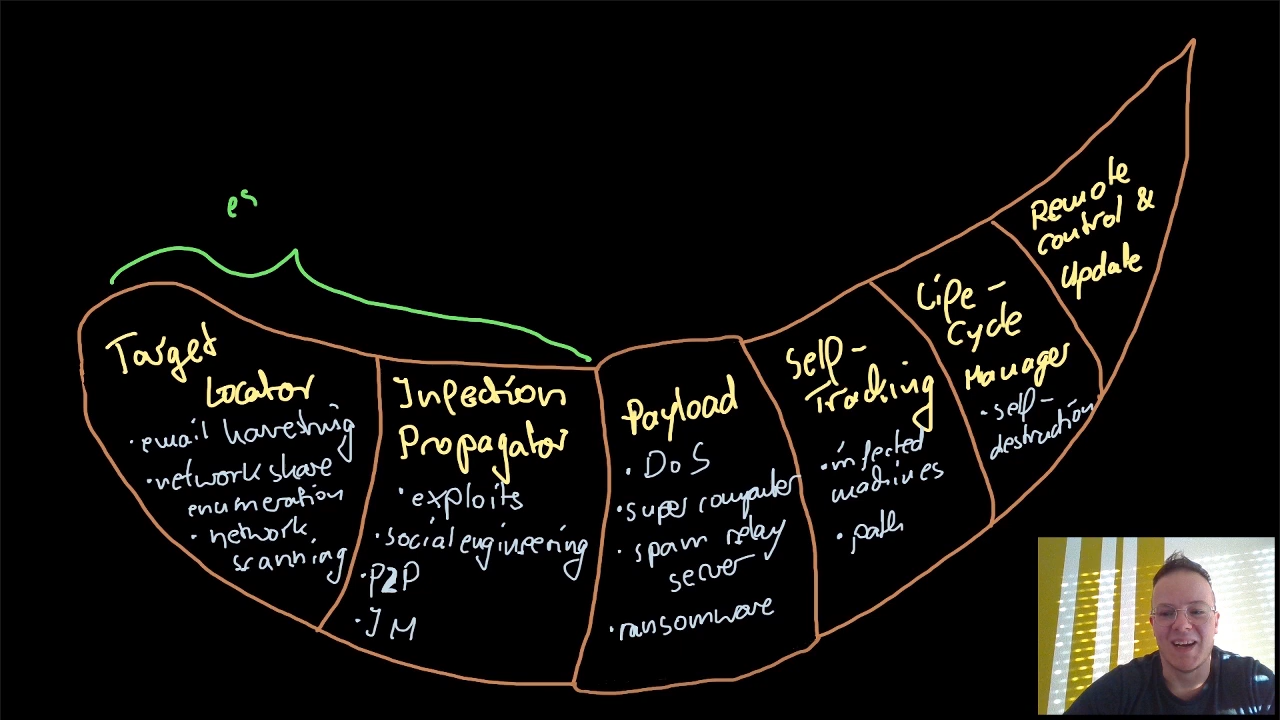 es
Target
Locator
· email harvesting
· network share
enumeration
· network
scanning
Infection
Propagator
· exploits
· social engineering
· P2P
· IM
Payload
· DoS
· super computer
· spam relay
server
· ransomware
Self-
Tracking
· infected
machines
· path
Life-
Cycle
Manager
· self-
destruction
Remote
control &
Update